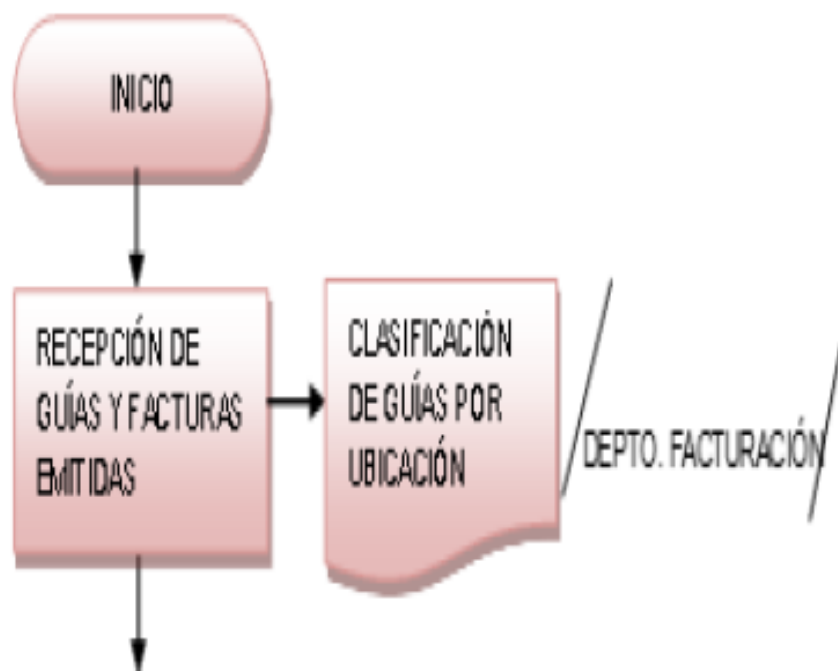 INICIO
RECEPCIÓN DE
GUÍAS Y FACTURAS
EMITIDAS
CLASIFICACIÓN
DE GUÍAS POR
UBICACIÓN
DEPTO. FACTURACIÓN